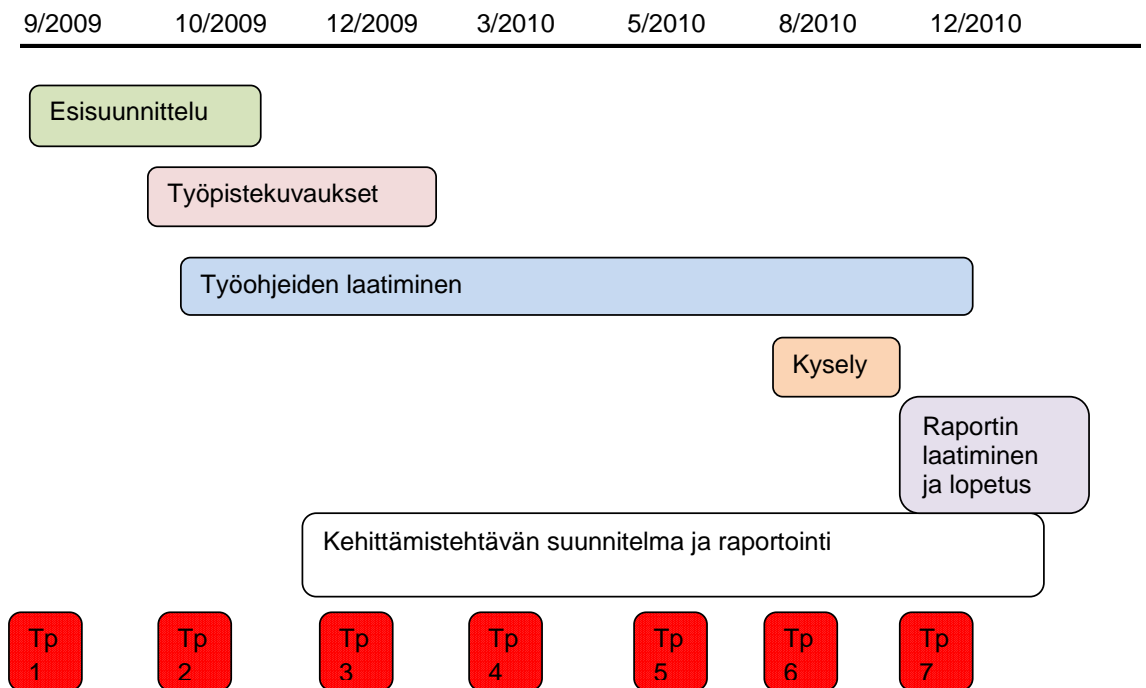 9/2009 10/2009 12/2009 3/2010 5/2010 8/2010 12/2010
Esisuunnittelu
Työpistekuvaukset
Työohjeiden laatiminen
Kysely
Raportin
laatiminen
ja lopetus
Kehittämistehtävän suunnitelma ja raportointi
Tp Tp Tp Tp Tp Tp Tp
1 2 3 4 5 6 7